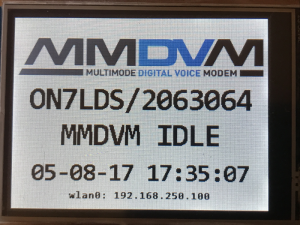 MMDVM
MULTIMODE DIGITAL VOICE MODEM
ON7LDS/2063064
MMDVM IDLE
05-08-17 17:35:07
wlan0: 192.168.250.100